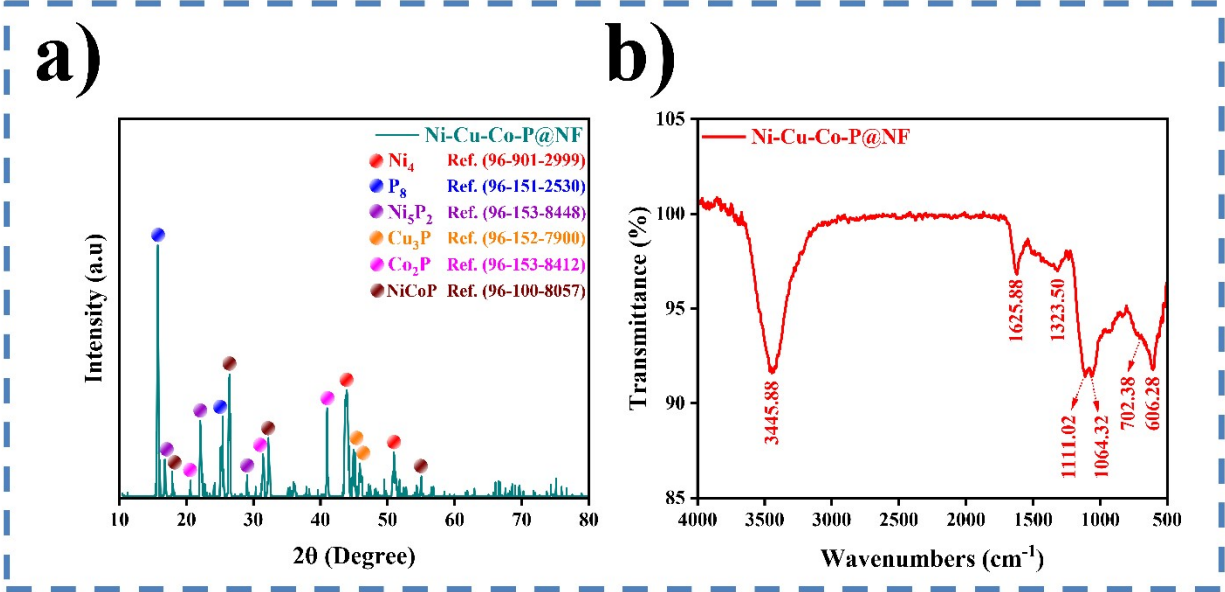 a)
Ni-Cu-Co-P@NF
Ni4 Ref. (96-901-2999)
P8 Ref. (96-151-2530)
Ni5P2 Ref. (96-153-8448)
Cu3P Ref. (96-152-7900)
Co2P Ref. (96-153-8412)
NiCoP Ref. (96-100-8057)
Intensity (a.u)
10 20 30 40 50 60 70 80
2θ (Degree)
b)
Ni-Cu-Co-P@NF
105
100
95
90
85
Transmittance (%)
3445.88
1625.88
1323.50
1111.02
1064.32
702.38
606.28
4000 3500 3000 2500 2000 1500 1000 500
Wavenumbers (cm-1)